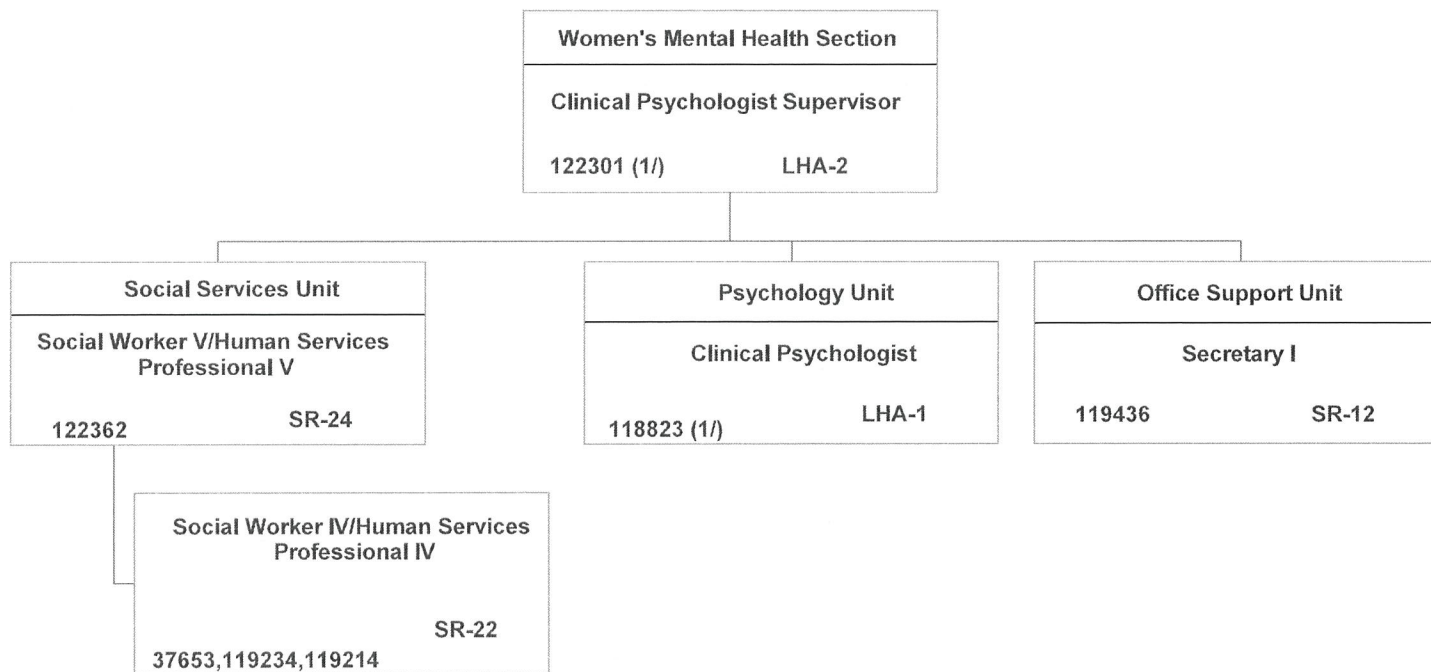 Women's Mental Health Section
Clinical Psychologist Supervisor
122301 (1/) LHA-2
Social Services Unit
Social Worker V/Human Services
Professional V
122362 SR-24
Social Worker IV/Human Services
Professional IV
SR-22
37653,119234,119214
Psychology Unit
Clinical Psychologist
118823 (1/) LHA-1
Office Support Unit
Secretary I
119436 SR-12